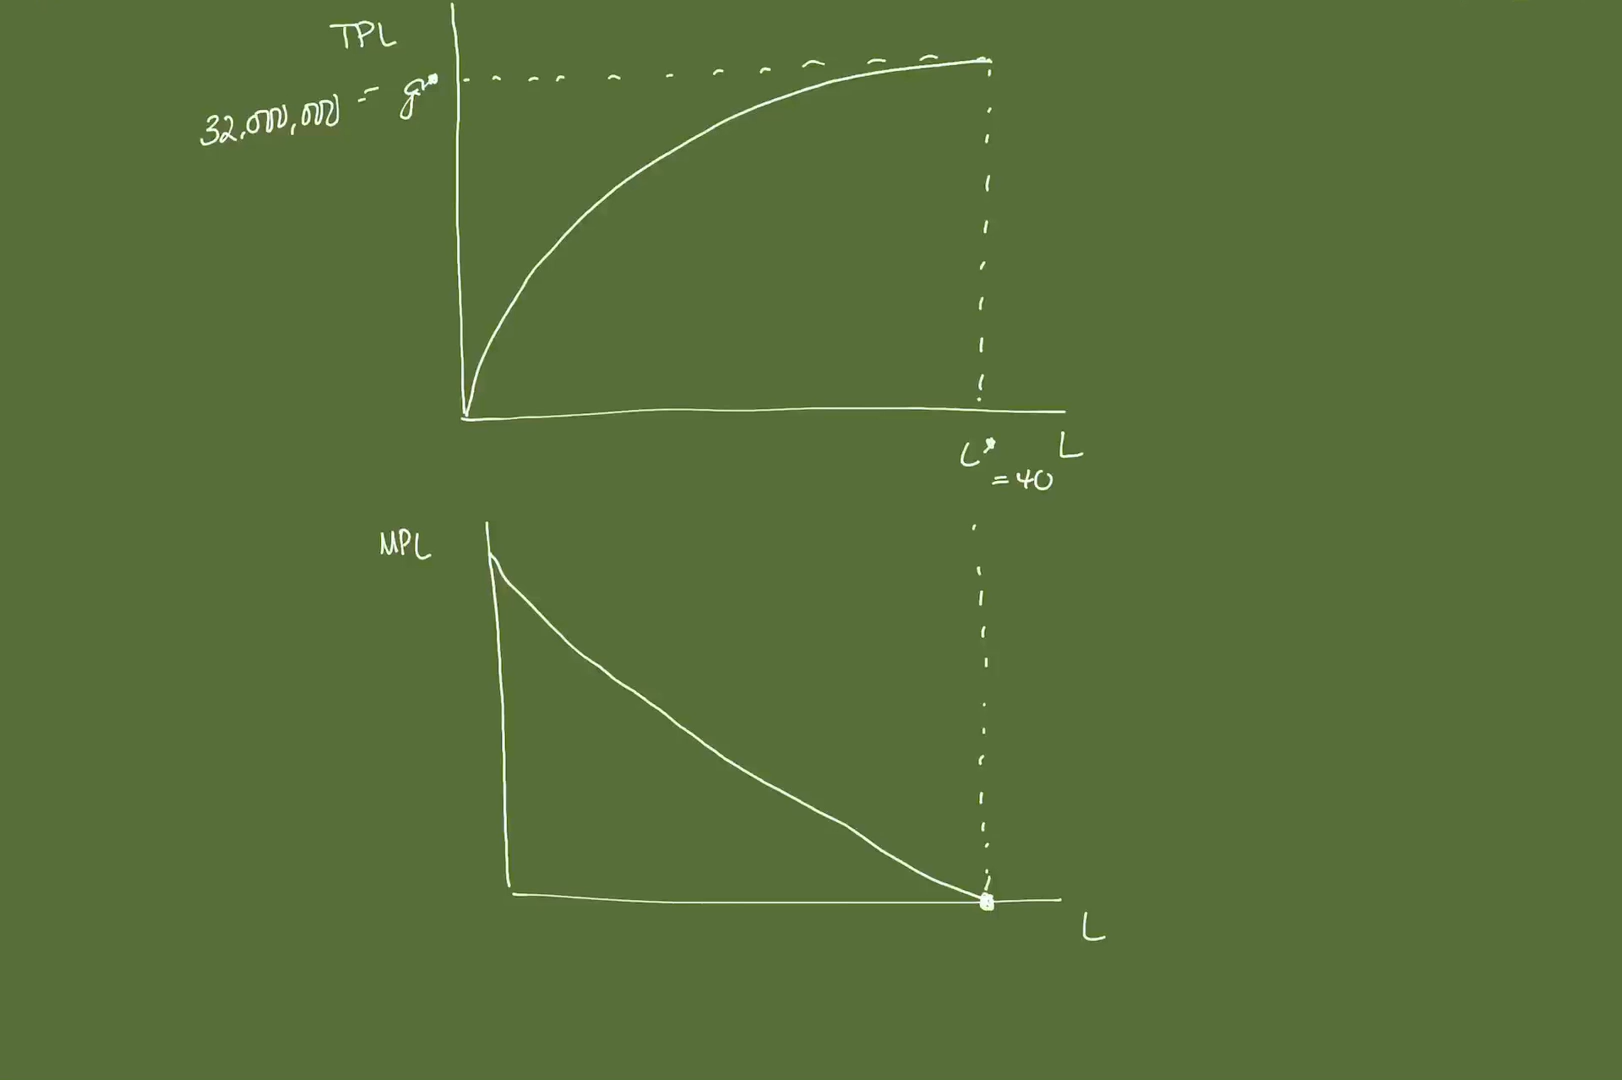 TPL
32,000,000 = q*
L* L
= 40
MPL
L